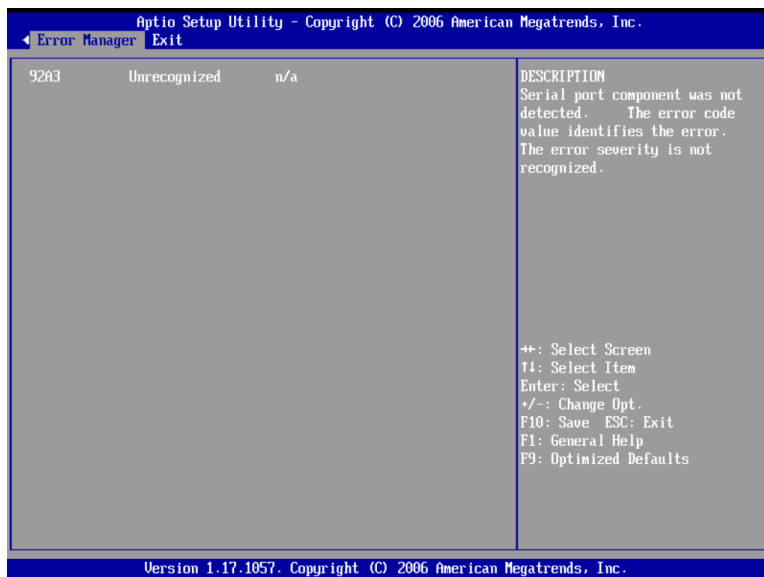 Aptio Setup Utility - Copyright (C) 2006 American Megatrends, Inc.
Error Manager Exit
92A3 Unrecognized n/a
DESCRIPTION
Serial port component was not
detected. The error code
value identifies the error.
The error severity is not
recognized.
→←: Select Screen
↑↓: Select Item
Enter: Select
+/-: Change Opt.
F10: Save ESC: Exit
F1: General Help
F9: Optimized Defaults
Version 1.17.1057. Copyright (C) 2006 American Megatrends, Inc.